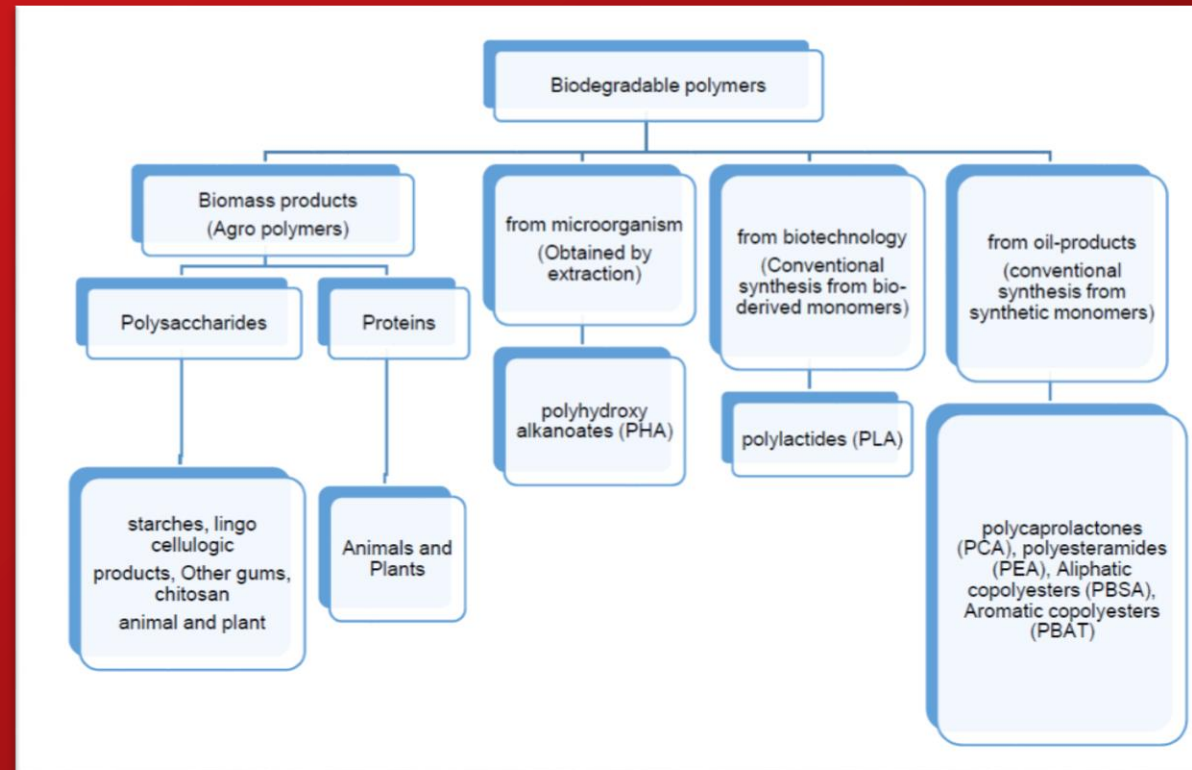 Biodegradable polymers
Biomass products
(Agro polymers)
Polysaccharides
Proteins
starches, lingo
cellulogic
products, Other gums,
chitosan
animal and plant
Animals and
Plants
from microorganism
(Obtained by
extraction)
polyhydroxy
alkanoates (PHA)
from biotechnology
(Conventional
synthesis from bio-
derived monomers)
polylactides (PLA)
from oil-products
(conventional
synthesis from
synthetic monomers)
polycaprolactones
(PCA), polyesteramides
(PEA), Aliphatic
copolyesters (PBSA),
Aromatic copolyesters
(PBAT)